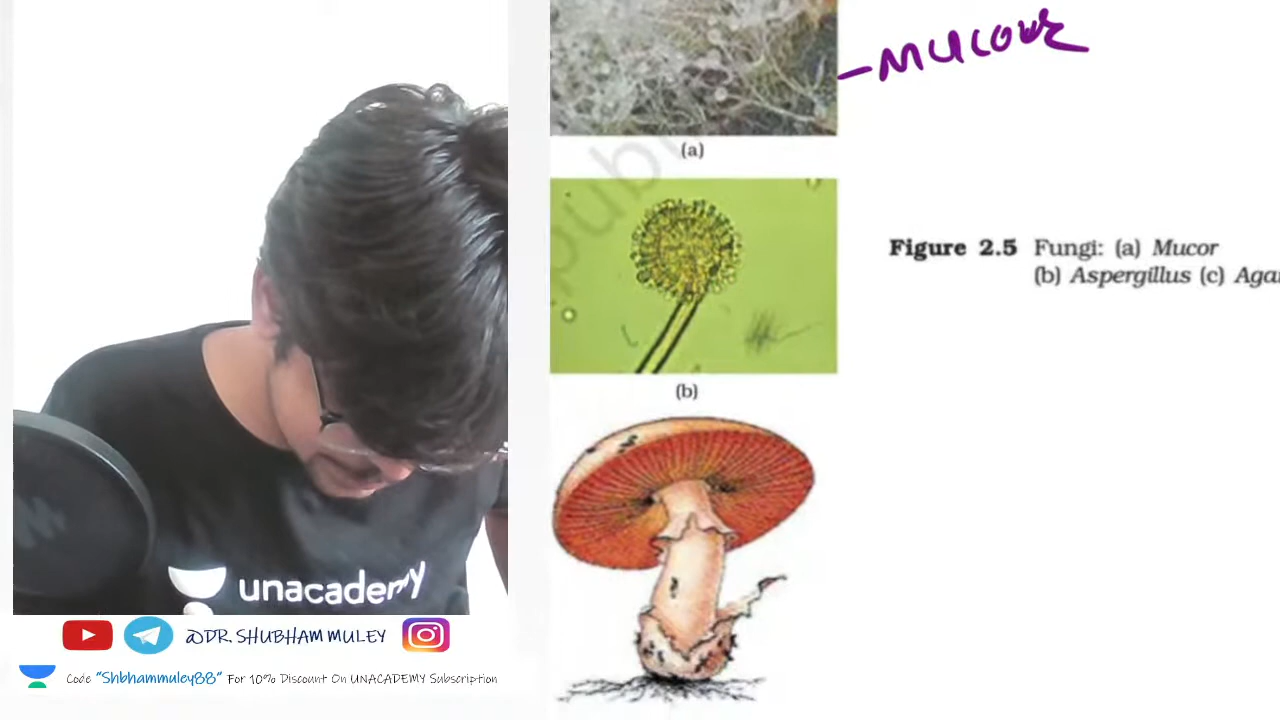 -Mucor
(a)
Figure 2.5 Fungi: (a) Mucor
(b) Aspergillus (c) Agar
(b)
unacademy
@DR. SHUBHAM MULEY
Code "Shbhammuley88" For 10% Discount On UNACADEMY Subscription